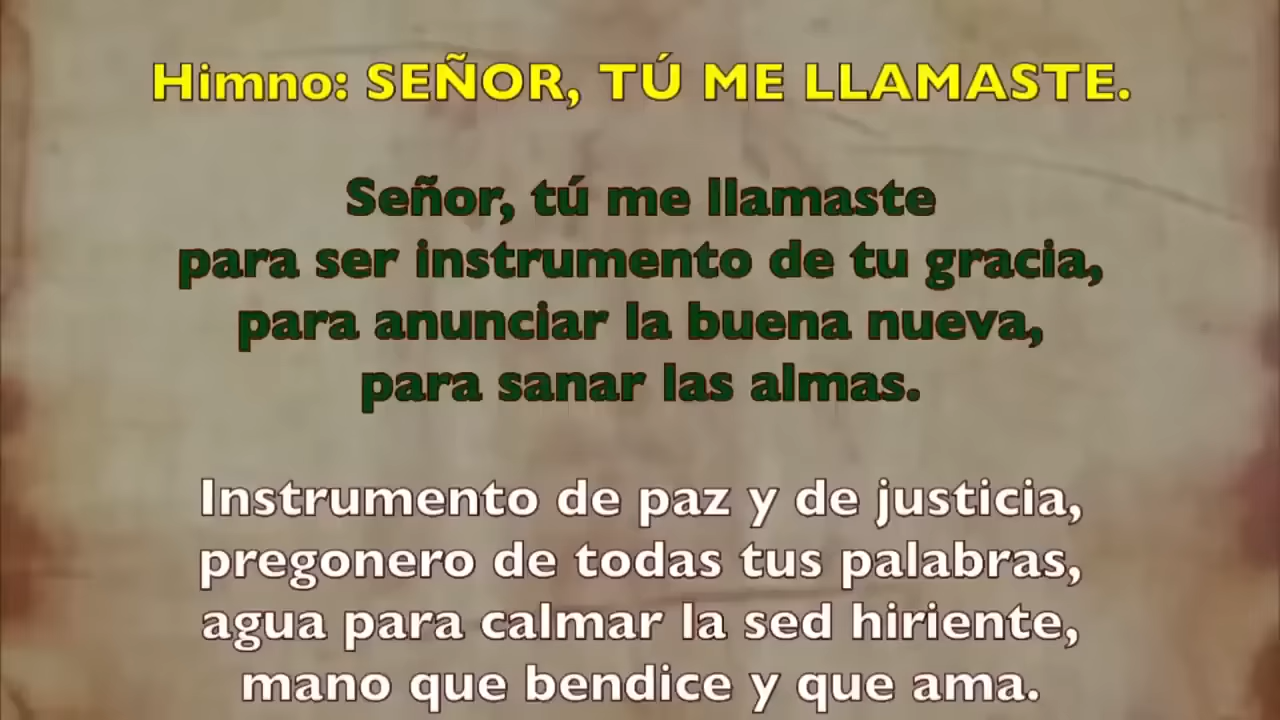 Himno: SEÑOR, TÚ ME LLAMASTE.
Señor, tú me llamaste
para ser instrumento de tu gracia,
para anunciar la buena nueva,
para sanar las almas.
Instrumento de paz y de justicia,
pregonero de todas tus palabras,
agua para calmar la sed hiriente,
mano que bendice y que ama.